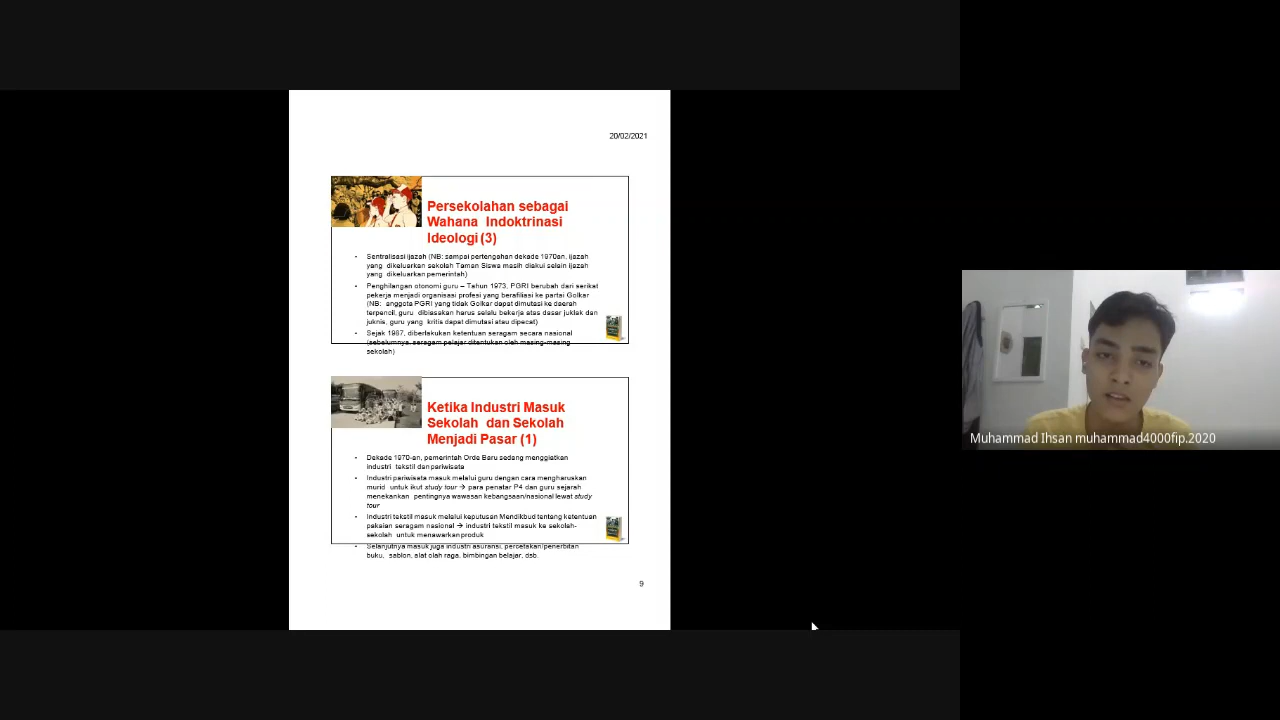 20/02/2021
Persekolahan sebagai
Wahana Indoktrinasi
Ideologi (3)
• Sentralisasi ijazah (NB: sampai pertengahan dekade 1970an, ijazah
yang dikeluarkan sekolah Taman Siswa masih diakui selain ijazah
yang dikeluarkan pemerintah)
• Penghilangan otonomi guru – Tahun 1973, PGRI berubah dari serikat
pekerja menjadi organisasi profesi yang berafiliasi ke partai Golkar
(NB: anggota PGRI yang tidak Golkar dapat dimutasi ke daerah
terpencil, guru dibiasakan harus selalu bekerja atas dasar juklak dan
juknis, guru yang kritis dapat dimutasi atau dipecat)
• Sejak 1987, diberlakukan ketentuan seragam secara nasional
(sebelumnya, seragam pelajar ditentukan oleh masing-masing
sekolah)
Ketika Industri Masuk
Sekolah dan Sekolah
Menjadi Pasar (1)
• Dekade 1970-an, pemerintah Orde Baru sedang menggiatkan
industri tekstil dan pariwisata
• Industri pariwisata masuk melalui guru dengan cara mengharuskan
murid untuk ikut study tour → para penatar P4 dan guru sejarah
menekankan pentingnya wawasan kebangsaan/nasional lewat study
tour
• Industri tekstil masuk melalui keputusan Mendikbud tentang ketentuan
pakaian seragam nasional → industri tekstil masuk ke sekolah-
sekolah untuk menawarkan produk
• Selanjutnya masuk juga industri asuransi, percetakan/penerbitan
buku, sablon, alat olah raga, bimbingan belajar, dsb.
9
Muhammad Ihsan muhammad4000fip.2020